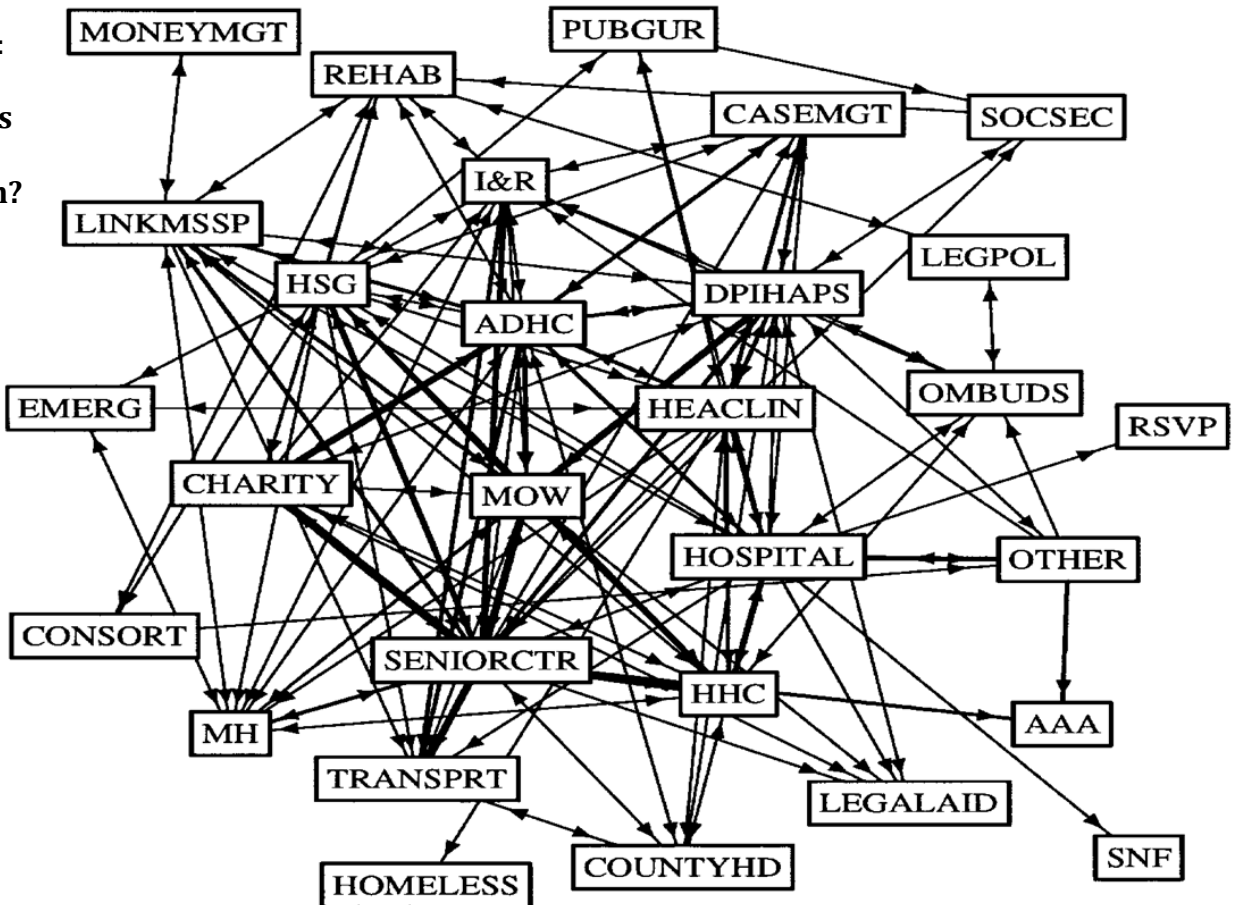 :
MONEYMGT
PUBGUR
REHAB
CASEMGT
SOCSEC
s
I&R
n?
LINKMSSP
LEGPOL
HSG
DPIHAPS
ADHC
EMERG
HEACLIN
OMBUDS
RSVP
CHARITY
MOW
HOSPITAL
OTHER
CONSORT
SENIORCTR
HHC
MH
AAA
TRANSPRT
LEGALAID
COUNTYHD
SNF
HOMELESS